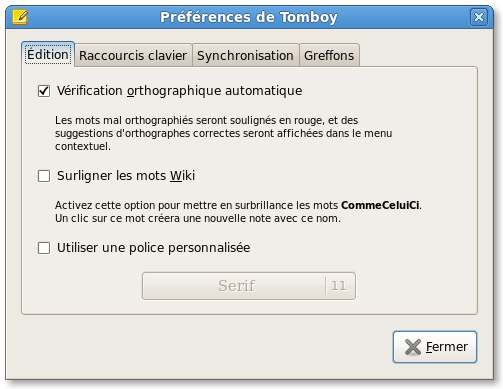 Préférences de Tomboy
Édition Raccourcis clavier Synchronisation Greffons
Vérification orthographique automatique
Les mots mal orthographiés seront soulignés en rouge, et des
suggestions d'orthographes correctes seront affichées dans le menu
contextuel.
Surligner les mots Wiki
Activez cette option pour mettre en surbrillance les mots CommeCeluiCi.
Un clic sur ce mot créera une nouvelle note avec ce nom.
Utiliser une police personnalisée
Serif 11
Fermer